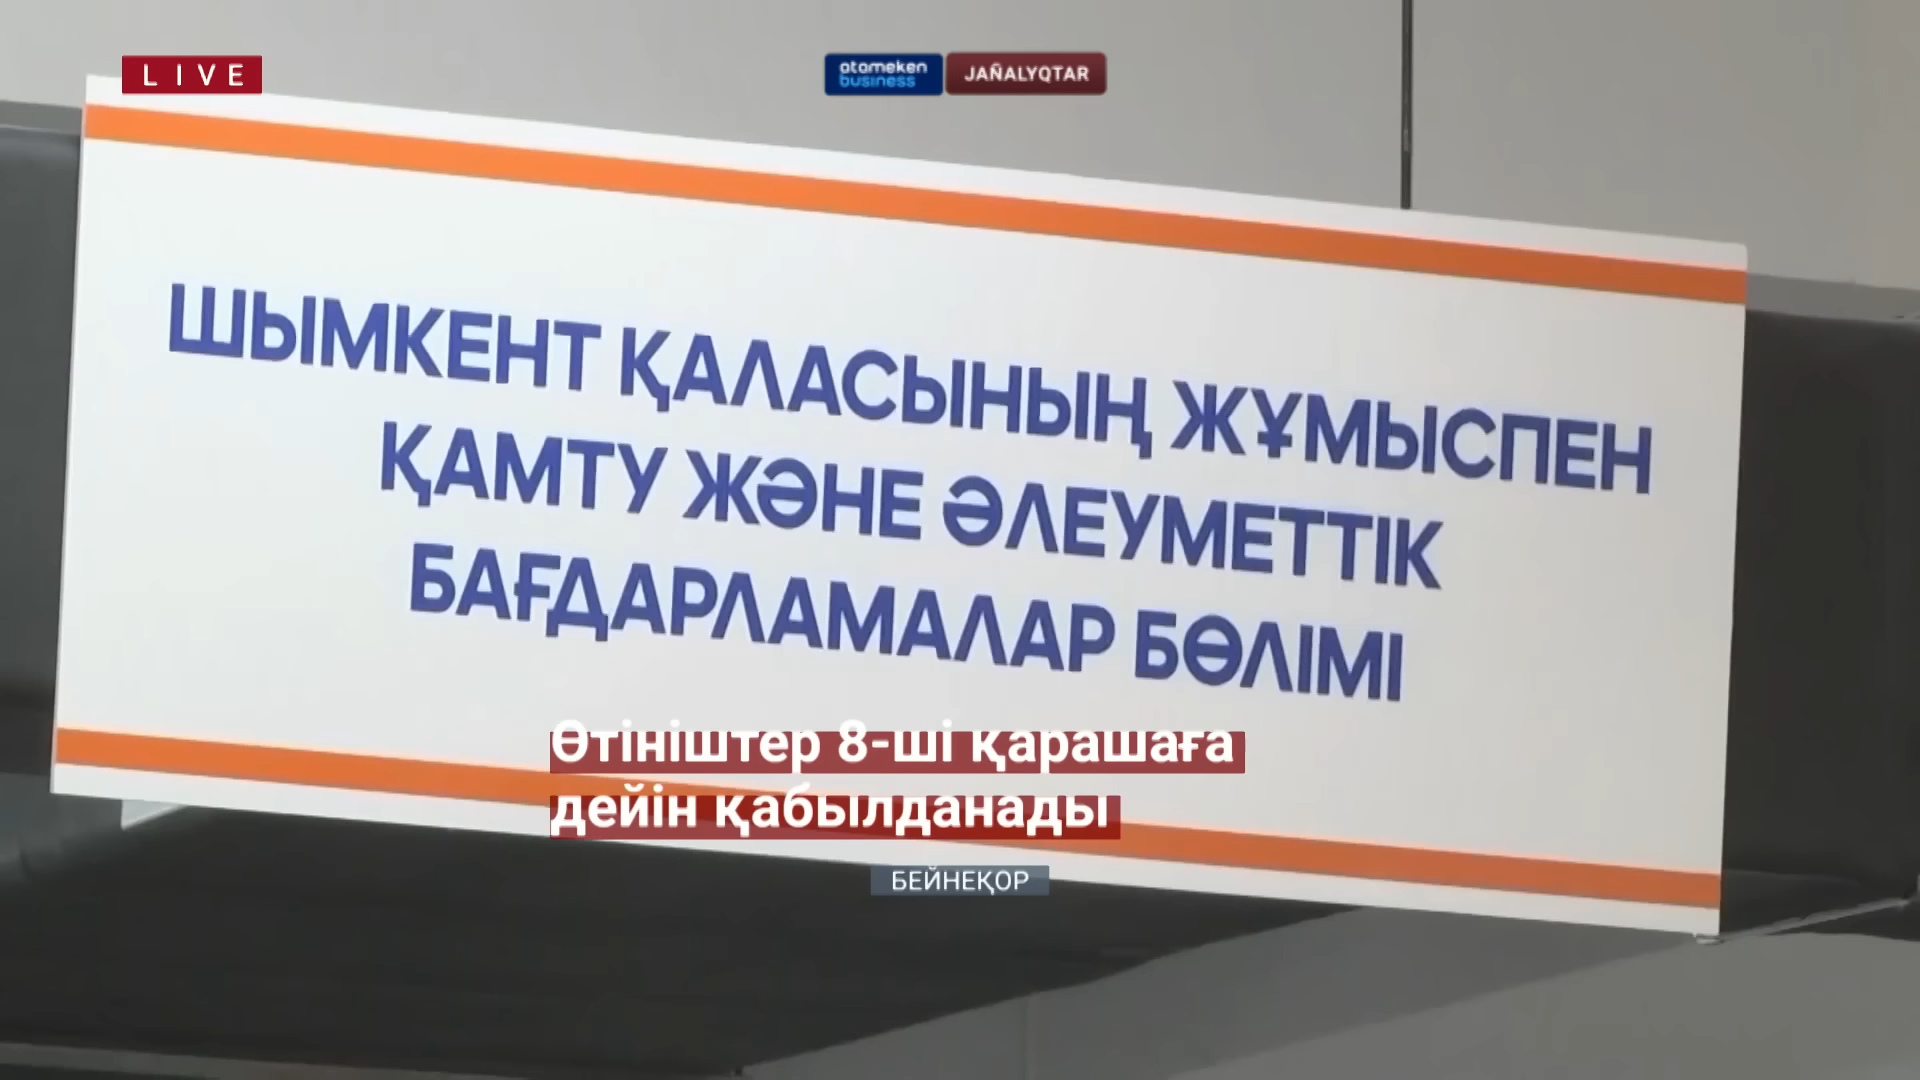 LIVE
atameken
business
JAÑALYQTAR
ШЫМКЕНТ ҚАЛАСЫНЫҢ ЖҰМЫСПЕН
ҚАМТУ ЖӘНЕ ӘЛЕУМЕТТІК
БАҒДАРЛАМАЛАР БӨЛІМІ
Өтініштер 8-ші қарашаға
дейін қабылданады
БЕЙНЕҚОР